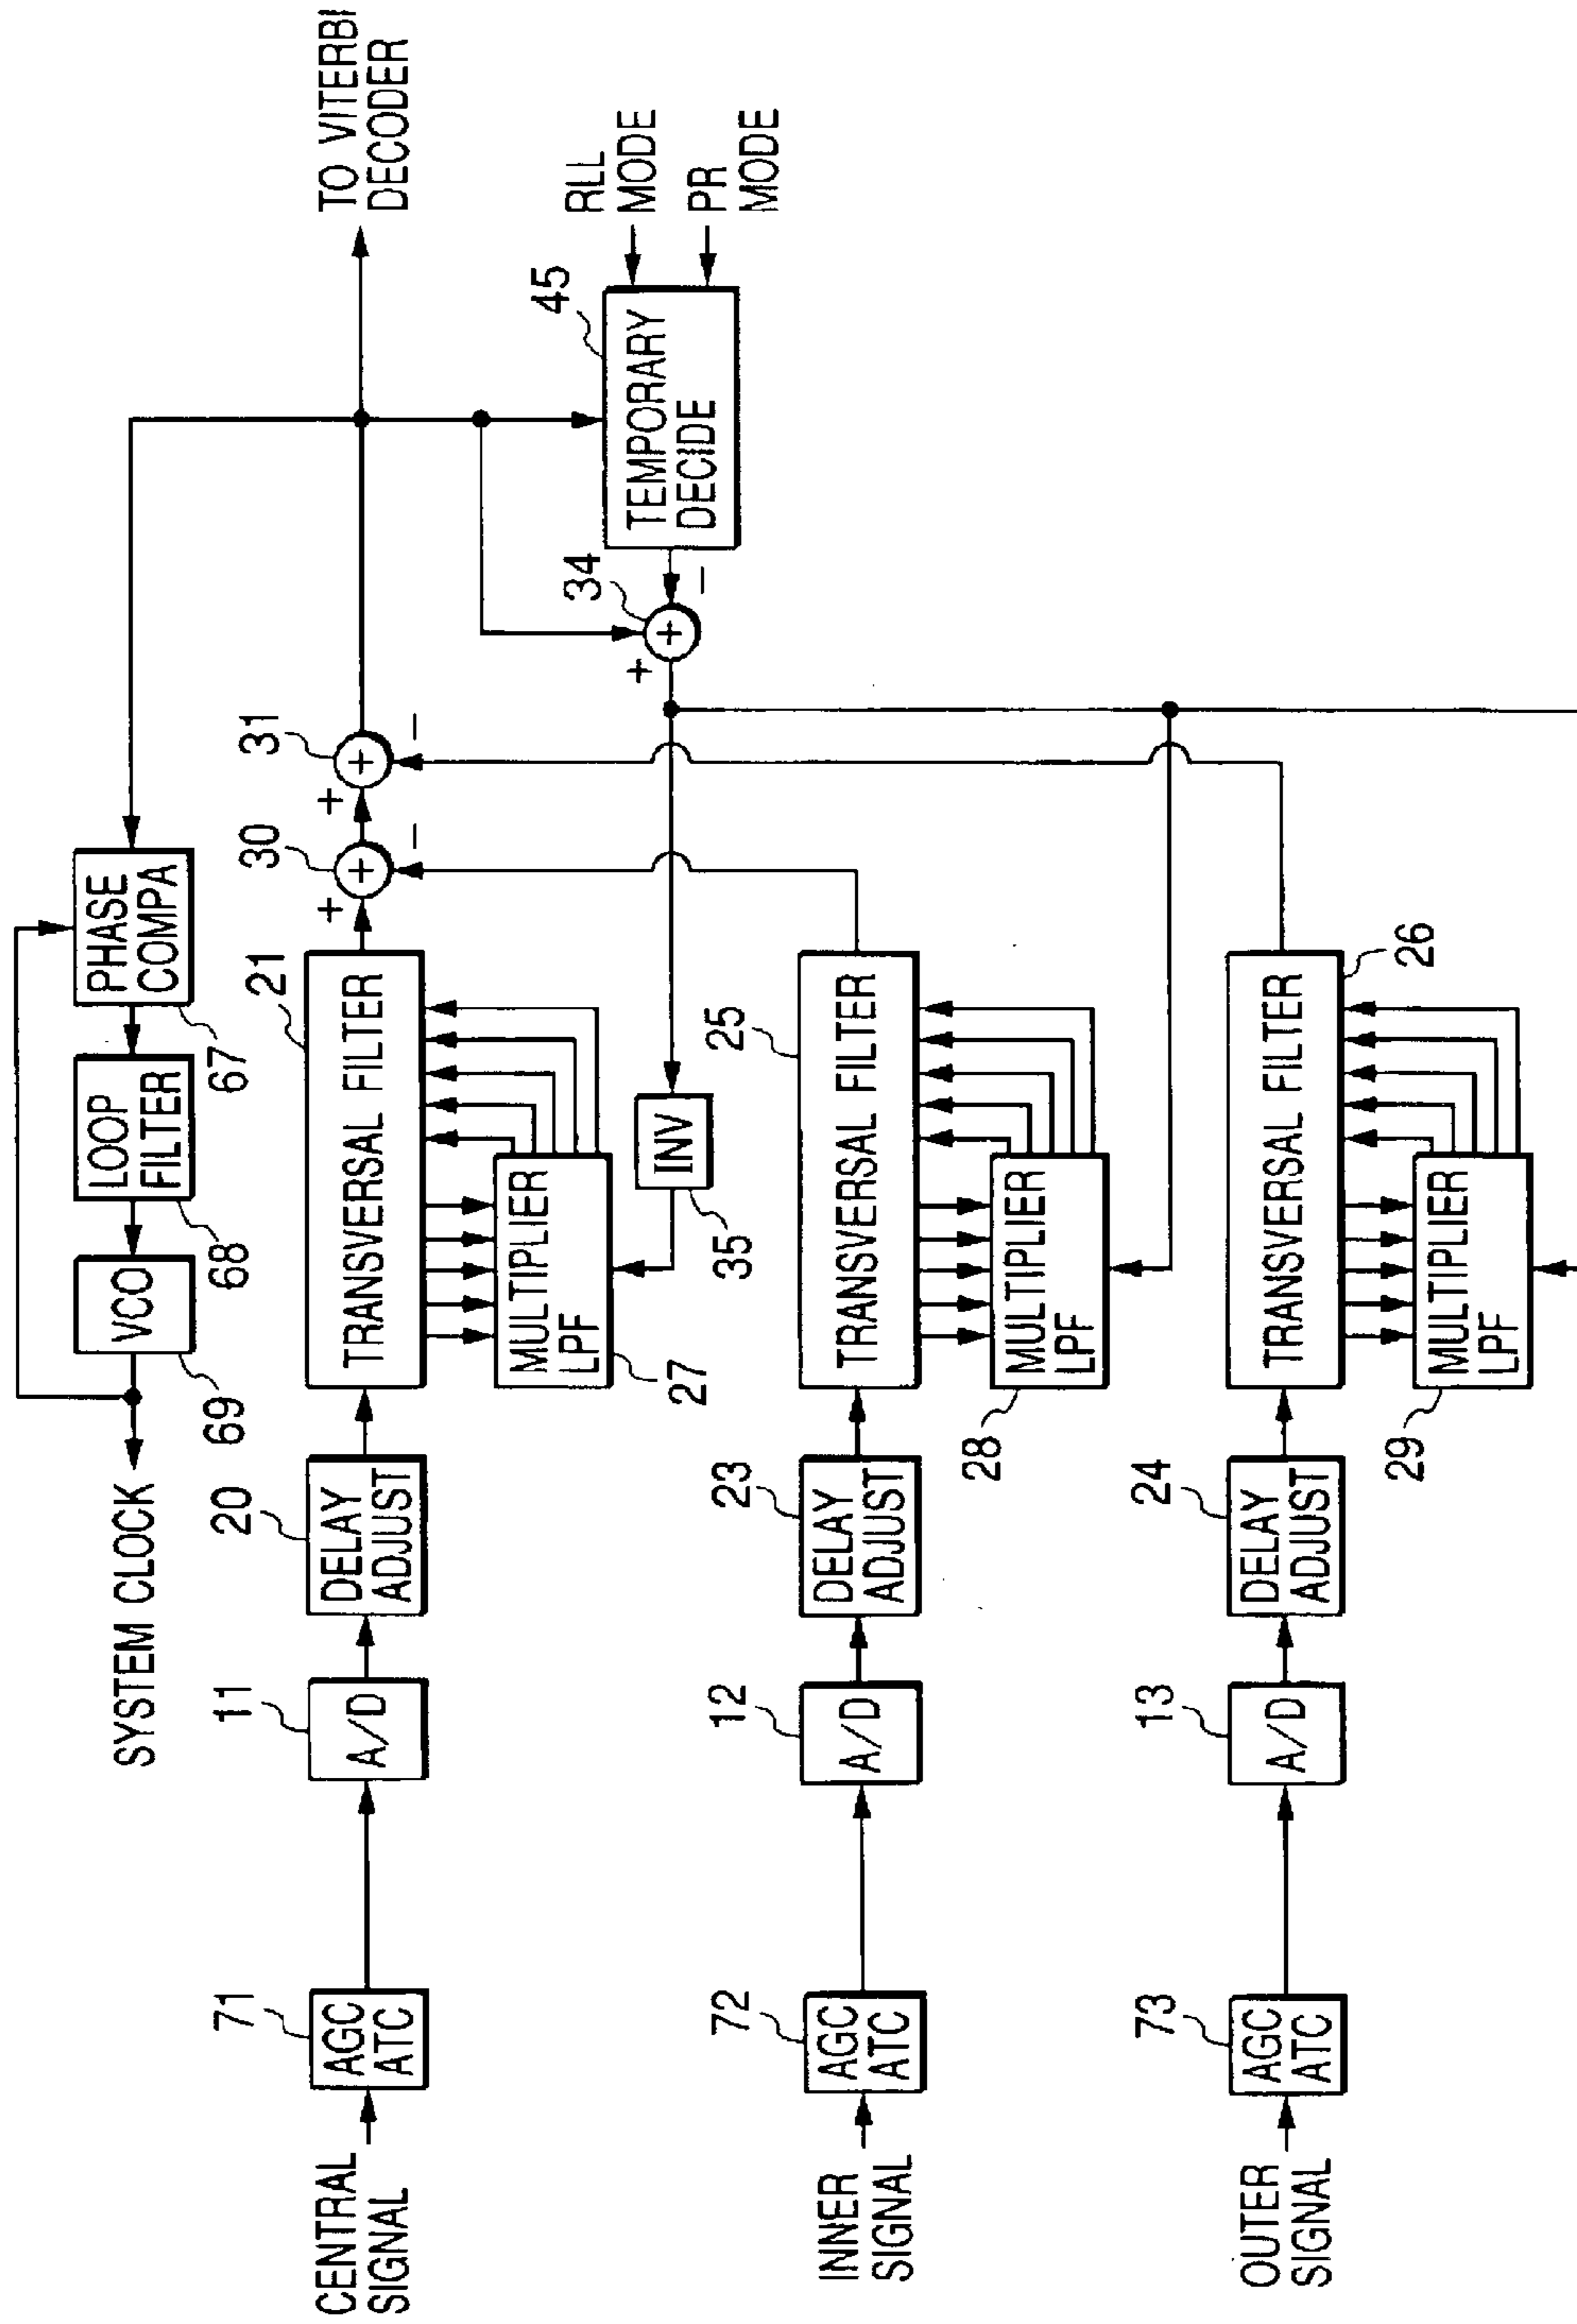 SYSTEM CLOCK
69
VCO
68
LOOP
FILTER
67
PHASE
COMPA
CENTRAL
SIGNAL
71
AGC
ATC
11
A/D
20
DELAY
ADJUST
21
TRANSVERSAL FILTER
27
MULTIPLIER
LPF
30
+
+
−
31
+
+
−
TO VITERBI
DECODER
35
INV
34
+
+
−
45
TEMPORARY
DECIDE
RLL
MODE
PR
MODE
INNER
SIGNAL
72
AGC
ATC
12
A/D
23
DELAY
ADJUST
25
TRANSVERSAL FILTER
28
MULTIPLIER
LPF
OUTER
SIGNAL
73
AGC
ATC
13
A/D
24
DELAY
ADJUST
26
TRANSVERSAL FILTER
29
MULTIPLIER
LPF